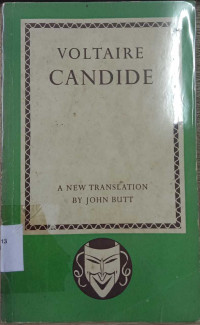 VOLTAIRE
CANDIDE
A NEW TRANSLATION
BY JOHN BUTT